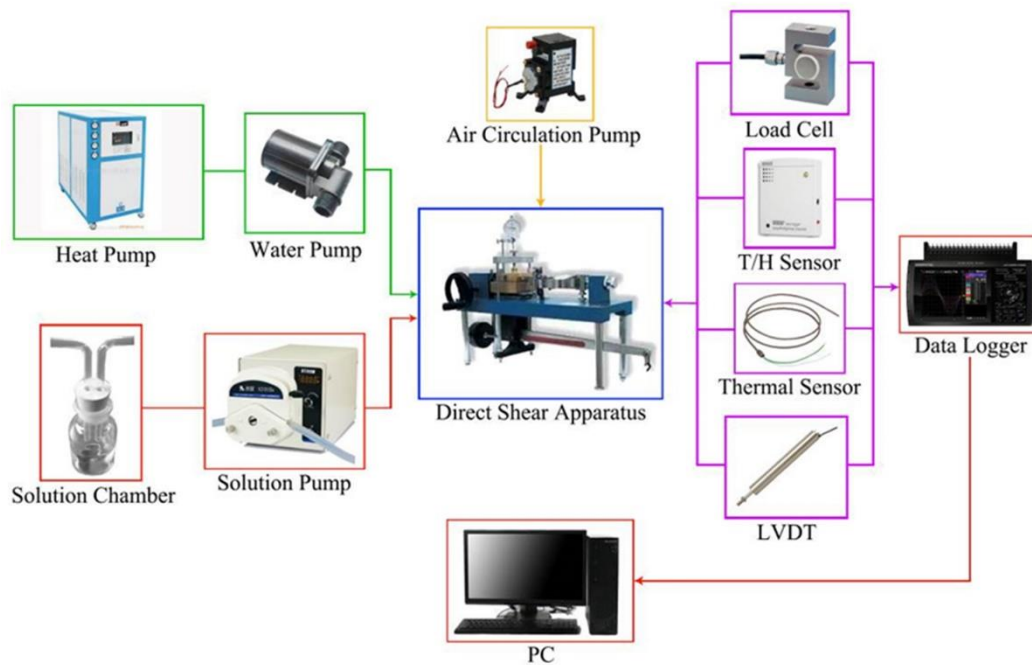 Air Circulation Pump
Load Cell
Heat Pump
Water Pump
T/H Sensor
Direct Shear Apparatus
Data Logger
Thermal Sensor
Solution Chamber
Solution Pump
LVDT
PC